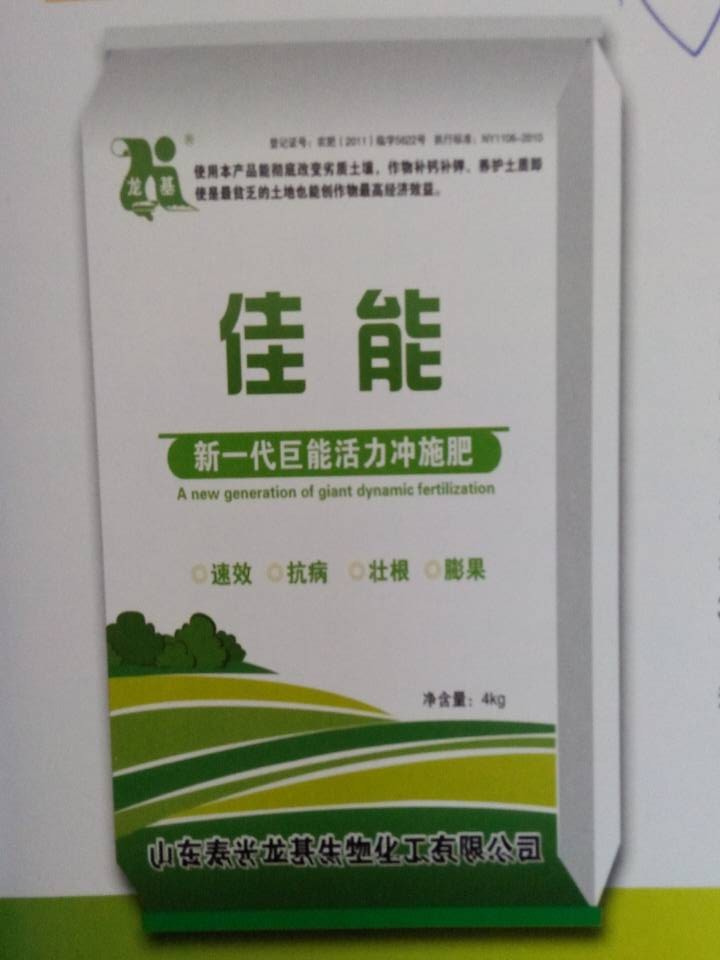 登记证号：农肥（2011）临字5622号 执行标准：NY1106-2010
龙基®
使用本产品能彻底改变劣质土壤，作物补钙补钾、养护土质即
使是最贫乏的土地也能创作物最高经济效益。
佳能
新一代巨能活力冲施肥
A new generation of giant dynamic fertilization
速效 抗病 壮根 膨果
净含量：4kg
山东泰光龙基生物化工有限公司